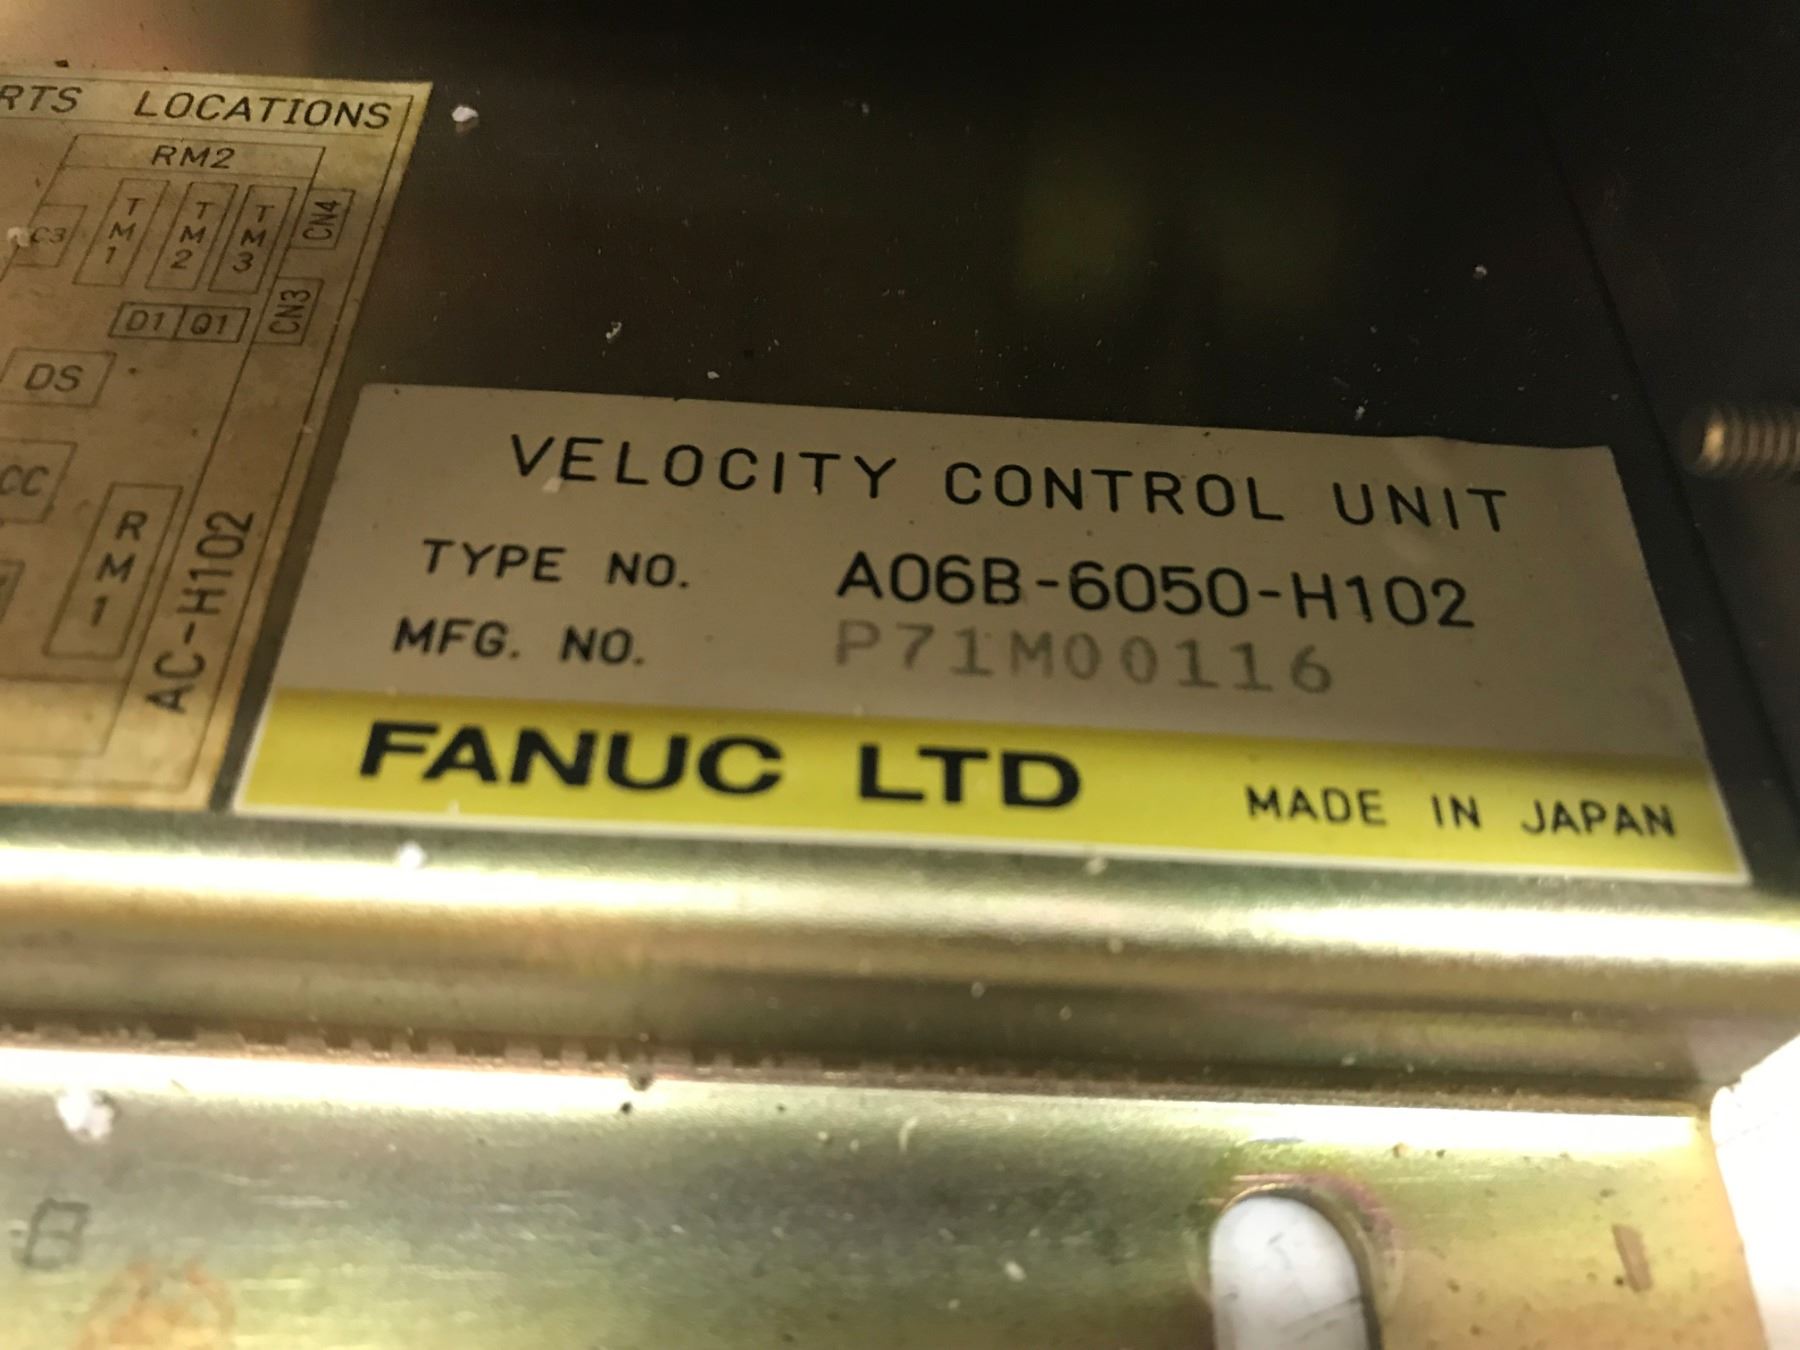 RTS LOCATIONS
RM2
C3
TM1
TM2
TM3
CN4
D1
Q1
CN3
DS
CC
RM1
AC-H102
VELOCITY CONTROL UNIT
TYPE NO. A06B-6050-H102
MFG. NO. P71M00116
FANUC LTD MADE IN JAPAN